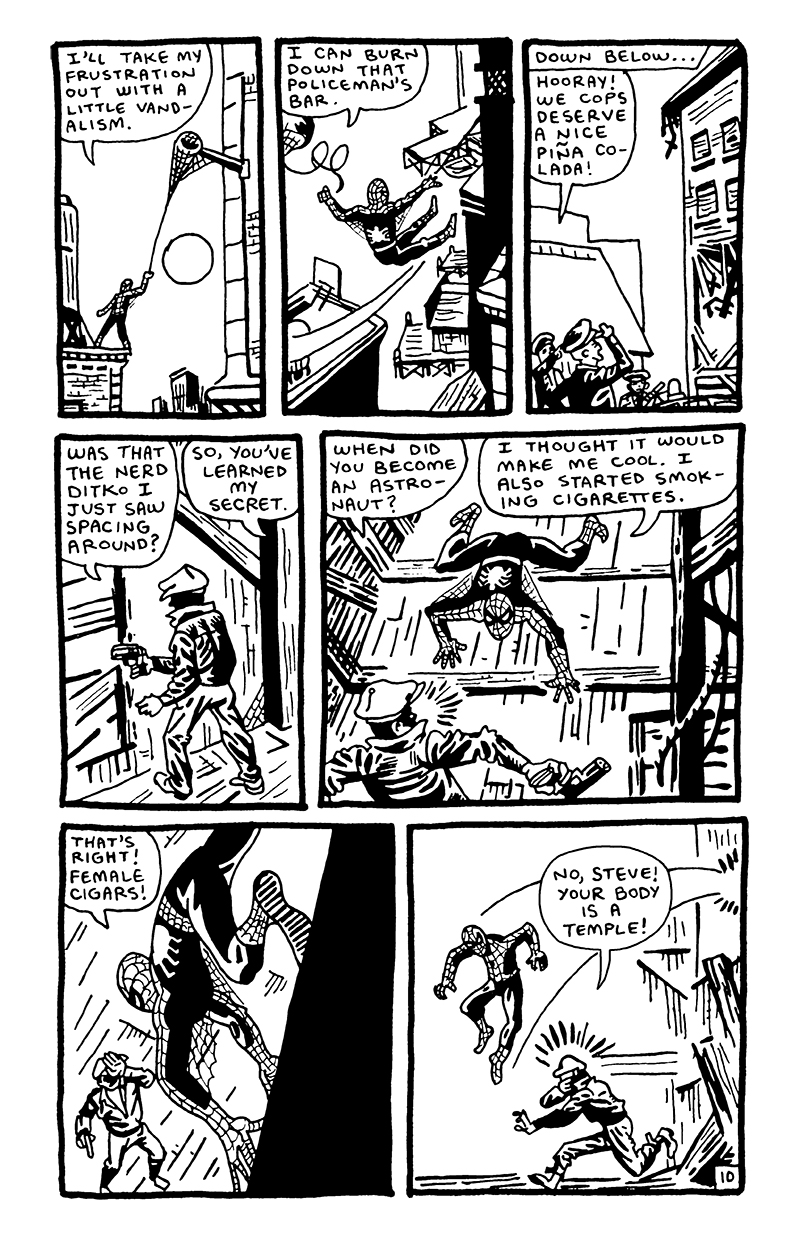 I'LL TAKE MY
FRUSTRATION
OUT WITH A
LITTLE VAND-
ALISM.
I CAN BURN
DOWN THAT
POLICEMAN'S
BAR.
DOWN BELOW...
HOORAY!
WE COPS
DESERVE
A NICE
PIÑA CO-
LADA!
WAS THAT
THE NERD
DITKO I
JUST SAW
SPACING
AROUND?
SO, YOU'VE
LEARNED
MY
SECRET.
WHEN DID
YOU BECOME
AN ASTRO-
NAUT?
I THOUGHT IT WOULD
MAKE ME COOL. I
ALSO STARTED SMOK-
ING CIGARETTES.
THAT'S
RIGHT!
FEMALE
CIGARS!
NO, STEVE!
YOUR BODY
IS A
TEMPLE!
10